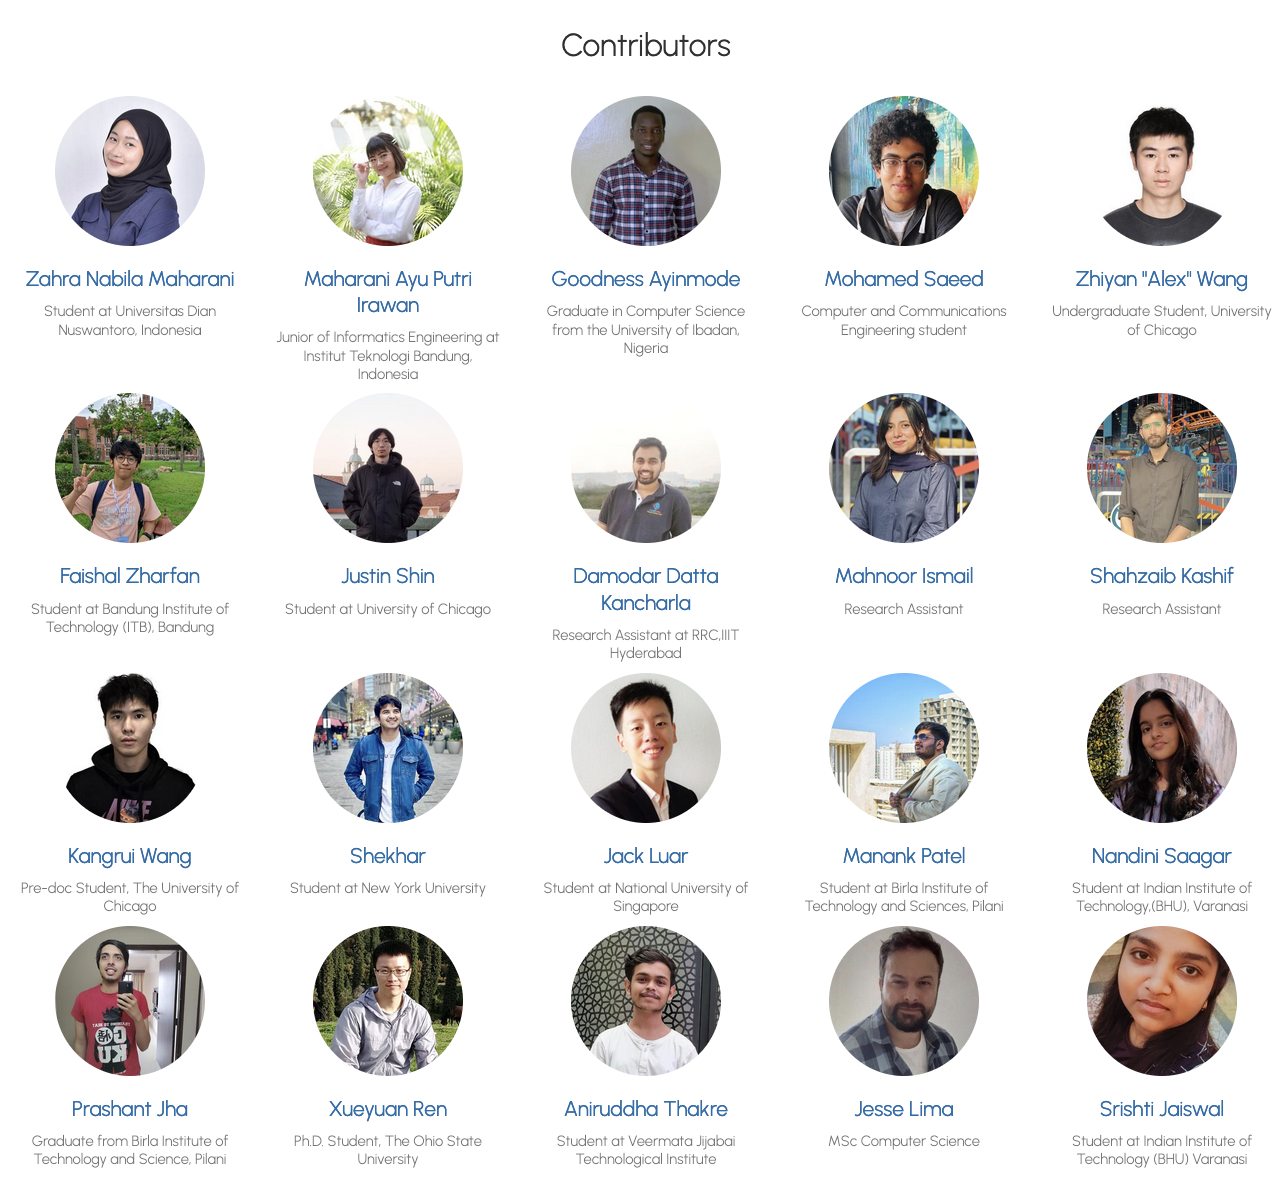 Contributors
Zahra Nabila Maharani
Student at Universitas Dian
Nuswantoro, Indonesia
Maharani Ayu Putri
Irawan
Junior of Informatics Engineering at
Institut Teknologi Bandung,
Indonesia
Goodness Ayinmode
Graduate in Computer Science
from the University of Ibadan,
Nigeria
Mohamed Saeed
Computer and Communications
Engineering student
Zhiyan "Alex" Wang
Undergraduate Student, University
of Chicago
Faishal Zharfan
Student at Bandung Institute of
Technology (ITB), Bandung
Justin Shin
Student at University of Chicago
Damodar Datta
Kancharla
Research Assistant at RRC,IIIT
Hyderabad
Mahnoor Ismail
Research Assistant
Shahzaib Kashif
Research Assistant
Kangrui Wang
Pre-doc Student, The University of
Chicago
Shekhar
Student at New York University
Jack Luar
Student at National University of
Singapore
Manank Patel
Student at Birla Institute of
Technology and Sciences, Pilani
Nandini Saagar
Student at Indian Institute of
Technology,(BHU), Varanasi
Prashant Jha
Graduate from Birla Institute of
Technology and Science, Pilani
Xueyuan Ren
Ph.D. Student, The Ohio State
University
Aniruddha Thakre
Student at Veermata Jijabai
Technological Institute
Jesse Lima
MSc Computer Science
Srishti Jaiswal
Student at Indian Institute of
Technology (BHU) Varanasi